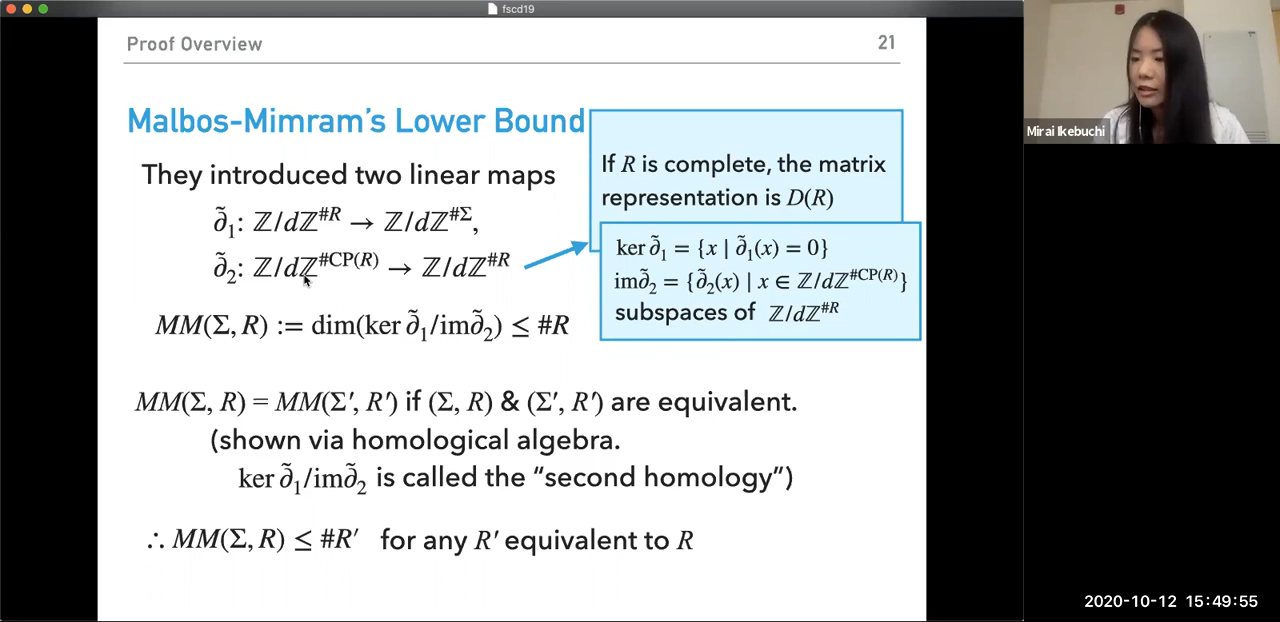 fscd19
Proof Overview
21
Malbos-Mimram's Lower Bound
They introduced two linear maps
∂̃₁: ℤ/dℤ^#R → ℤ/dℤ^#Σ,
∂̃₂: ℤ/dℤ^#CP(R) → ℤ/dℤ^#R
If R is complete, the matrix
representation is D(R)
ker ∂̃₁ = {x | ∂̃₁(x) = 0}
im∂̃₂ = {∂̃₂(x) | x ∈ ℤ/dℤ^#CP(R)}
subspaces of ℤ/dℤ^#R
MM(Σ, R) := dim(ker ∂̃₁/im∂̃₂) ≤ #R
MM(Σ, R) = MM(Σ′, R′) if (Σ, R) & (Σ′, R′) are equivalent.
(shown via homological algebra.
ker ∂̃₁/im∂̃₂ is called the “second homology”)
∴ MM(Σ, R) ≤ #R′ for any R′ equivalent to R
Mirai Ikebuchi
2020-10-12 15:49:55